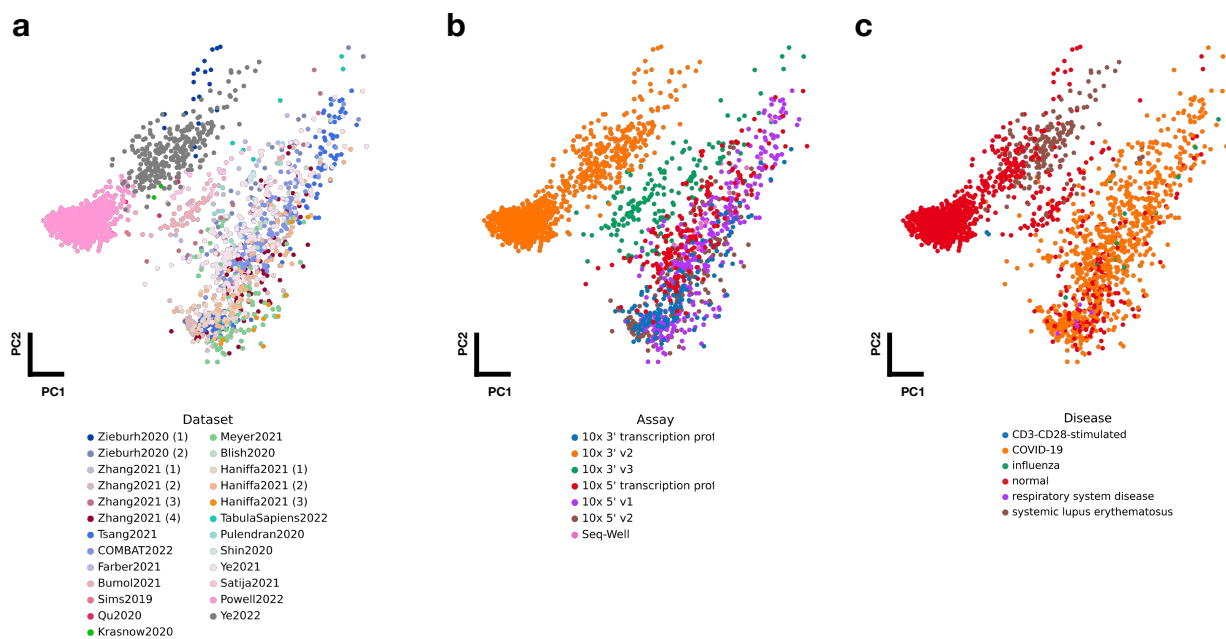 a
b
c
PC2
PC1
PC2
PC1
PC2
PC1
Dataset
Zieburh2020 (1)
Zieburh2020 (2)
Zhang2021 (1)
Zhang2021 (2)
Zhang2021 (3)
Zhang2021 (4)
Tsang2021
COMBAT2022
Farber2021
Bumol2021
Sims2019
Qu2020
Krasnow2020
Meyer2021
Blish2020
Haniffa2021 (1)
Haniffa2021 (2)
Haniffa2021 (3)
TabulaSapiens2022
Pulendran2020
Shin2020
Ye2021
Satija2021
Powell2022
Ye2022
Assay
10x 3' transcription prof
10x 3' v2
10x 3' v3
10x 5' transcription prof
10x 5' v1
10x 5' v2
Seq-Well
Disease
CD3-CD28-stimulated
COVID-19
influenza
normal
respiratory system disease
systemic lupus erythematosus